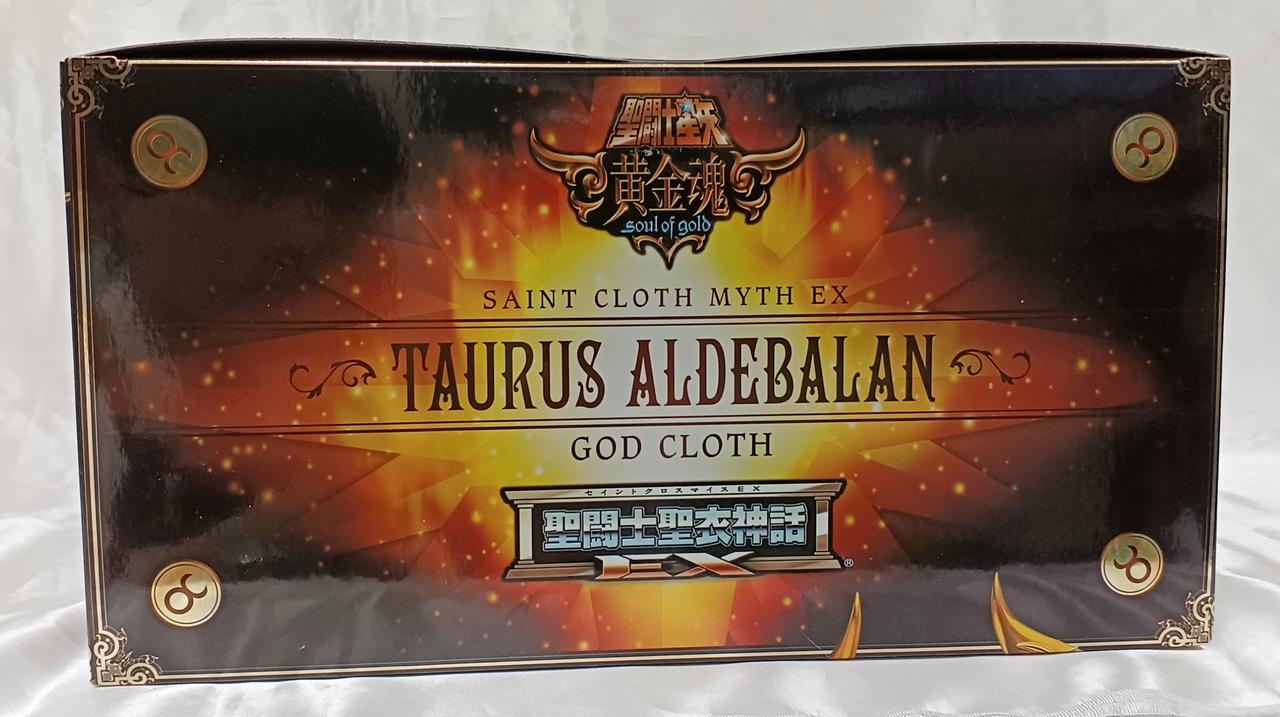 聖闘士星矢
黄金魂
soul of gold
SAINT CLOTH MYTH EX
TAURUS ALDEBALAN
GOD CLOTH
セイントクロスマイスEX
聖闘士聖衣神話
EX®